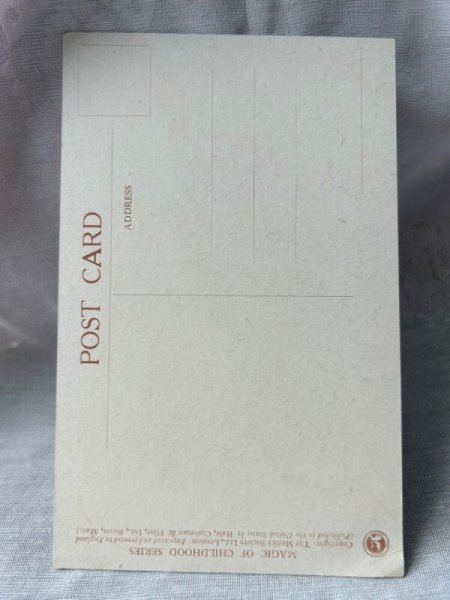 POST CARD
ADDRESS
MAGIC OF CHILDHOOD SERIES
Copyright. The Medici Society Ltd., London. Engraved and printed in England
(Published in the United States by Hale, Cushman & Flint, Inc., Boston, Mass.)